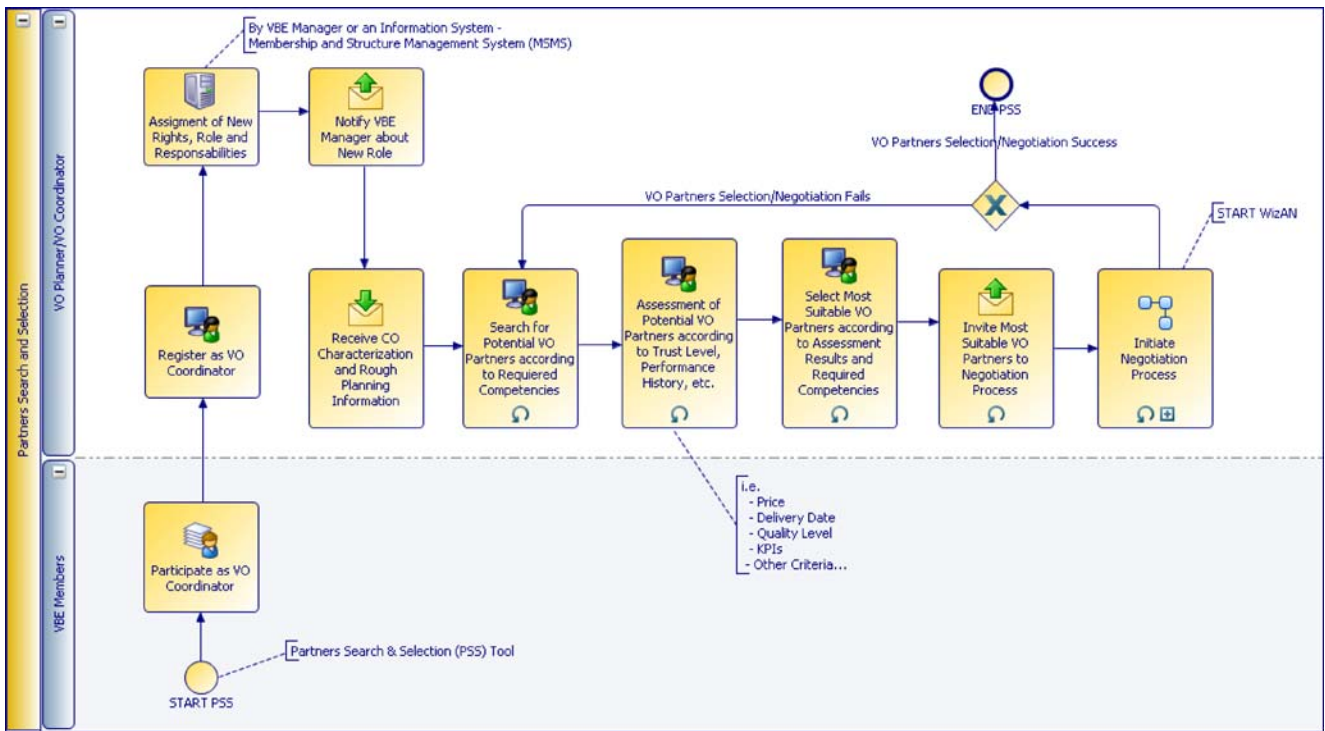 Partners Search and Selection
VO Planner/VO Coordinator
By VBE Manager or an Information System -
Membership and Structure Management System (MSMS)
Assigment of New
Rights, Role and
Responsabilities
Notify VBE
Manager about
New Role
END PSS
VO Partners Selection/Negotiation Success
VO Partners Selection/Negotiation Fails
START WizAN
Register as VO
Coordinator
Receive CO
Characterization
and Rough
Planning
Information
Search for
Potential VO
Partners according
to Requiered
Competencies
Assessment of
Potential VO
Partners according
to Trust Level,
Performance
History, etc.
Select Most
Suitable VO
Partners according
to Assessment
Results and
Required
Competencies
Invite Most
Suitable VO
Partners to
Negotiation
Process
Initiate
Negotiation
Process
VBE Members
Participate as VO
Coordinator
i.e.
- Price
- Delivery Date
- Quality Level
- KPIs
- Other Criteria...
Partners Search & Selection (PSS) Tool
START PSS